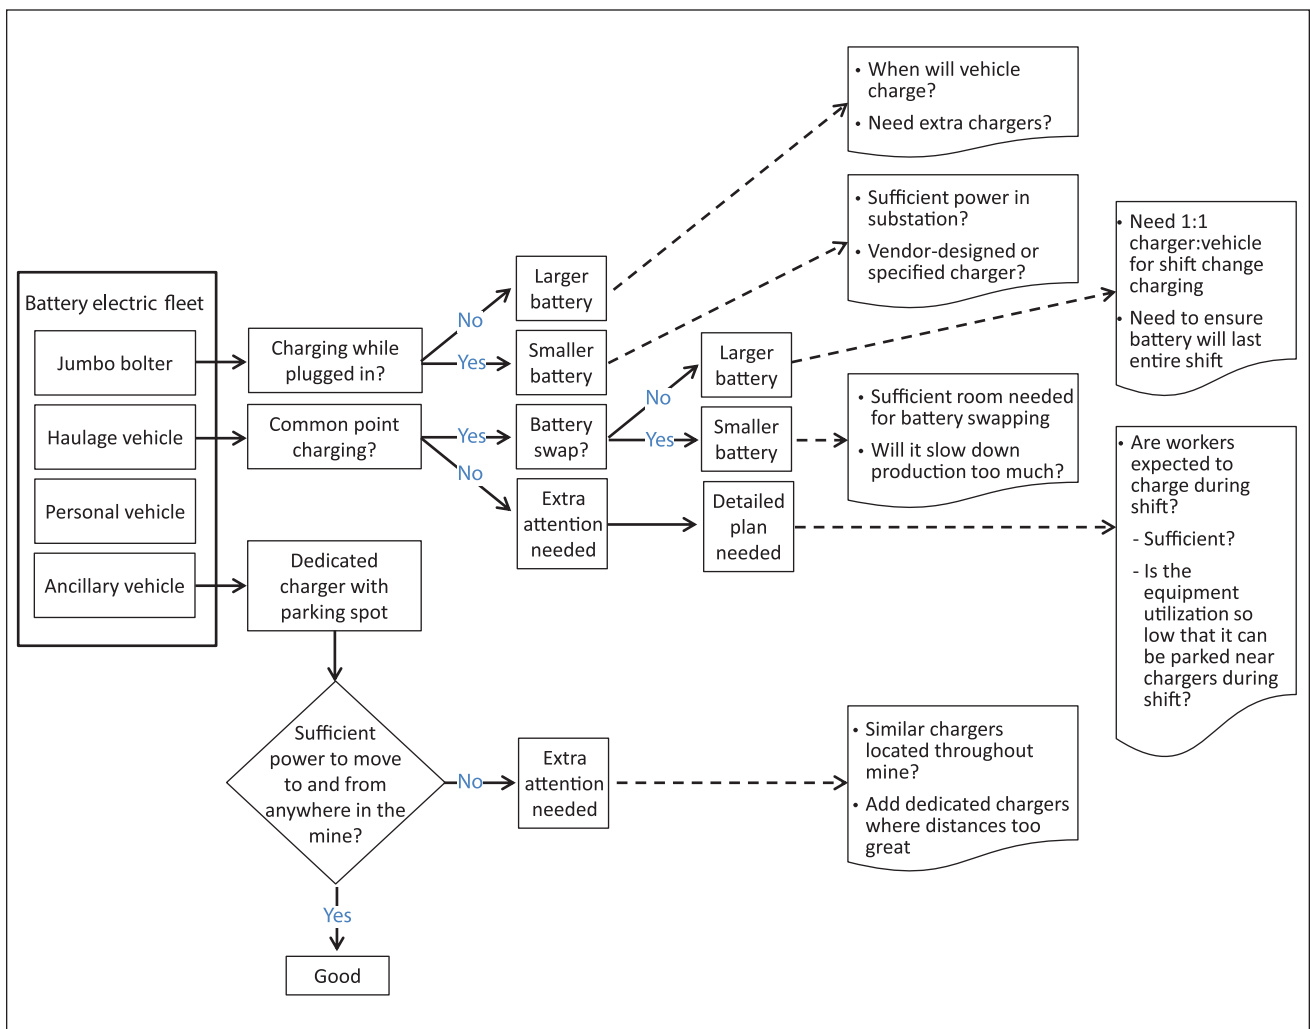 Battery electric fleet
Jumbo bolter
Haulage vehicle
Personal vehicle
Ancillary vehicle
Charging while
plugged in?
No
Yes
Larger
battery
Smaller
battery
• When will vehicle
charge?
• Need extra chargers?
• Sufficient power in
substation?
• Vendor-designed or
specified charger?
Common point
charging?
Yes
No
Battery
swap?
No
Yes
Larger
battery
Smaller
battery
• Need 1:1
charger:vehicle
for shift change
charging
• Need to ensure
battery will last
entire shift
• Sufficient room needed
for battery swapping
• Will it slow down
production too much?
Extra
attention
needed
Detailed
plan
needed
• Are workers
expected to
charge during
shift?
- Sufficient?
- Is the
equipment
utilization so
low that it can
be parked near
chargers during
shift?
Dedicated
charger with
parking spot
Sufficient
power to move
to and from
anywhere in the
mine?
No
Extra
attention
needed
• Similar chargers
located throughout
mine?
• Add dedicated chargers
where distances too
great
Yes
Good